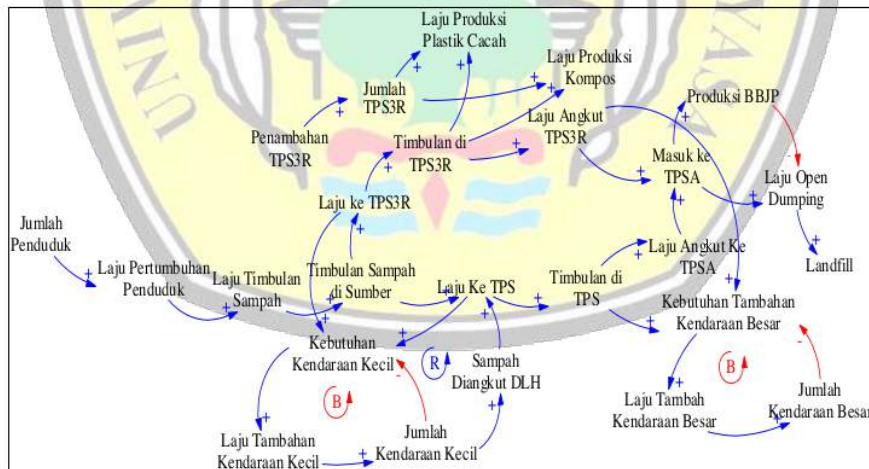 UNI
YASA
Laju Produksi
Plastik Cacah
Laju Produksi
Kompos
Jumlah
TPS3R
Produksi BBJP
Penambahan
TPS3R
Timbulan di
TPS3R
Laju Angkut
TPS3R
Masuk ke
TPSA
Laju Open
Dumping
Laju ke TPS3R
Jumlah
Penduduk
Laju Pertumbuhan
Penduduk
Laju Timbulan
Sampah
Timbulan Sampah
di Sumber
Laju Ke TPS
Timbulan di
TPS
Laju Angkut Ke
TPSA
Landfill
Kebutuhan Tambahan
Kendaraan Besar
Kebutuhan
Kendaraan Kecil
R
Sampah
Diangkut DLH
B
B
Laju Tambahan
Kendaraan Kecil
Jumlah
Kendaraan Kecil
Laju Tambah
Kendaraan Besar
Jumlah
Kendaraan Besar